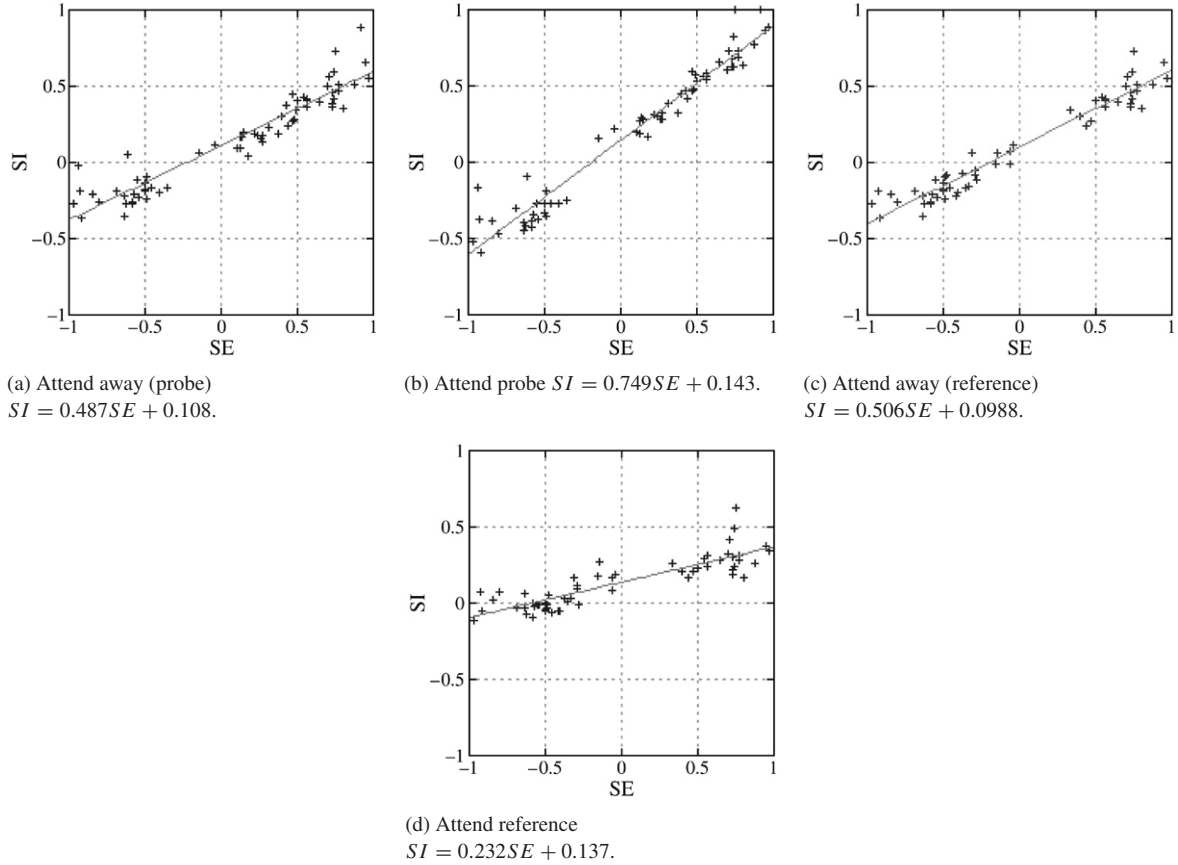 1
0.5
0
−0.5
−1
SI
−1
−0.5
0
0.5
1
SE
(a) Attend away (probe)
SI = 0.487SE + 0.108.
1
0.5
0
−0.5
−1
SI
−1
−0.5
0
0.5
1
SE
(b) Attend probe SI = 0.749SE + 0.143.
1
0.5
0
−0.5
−1
SI
−1
−0.5
0
0.5
1
SE
(c) Attend away (reference)
SI = 0.506SE + 0.0988.
1
0.5
0
−0.5
−1
SI
−1
−0.5
0
0.5
1
SE
(d) Attend reference
SI = 0.232SE + 0.137.